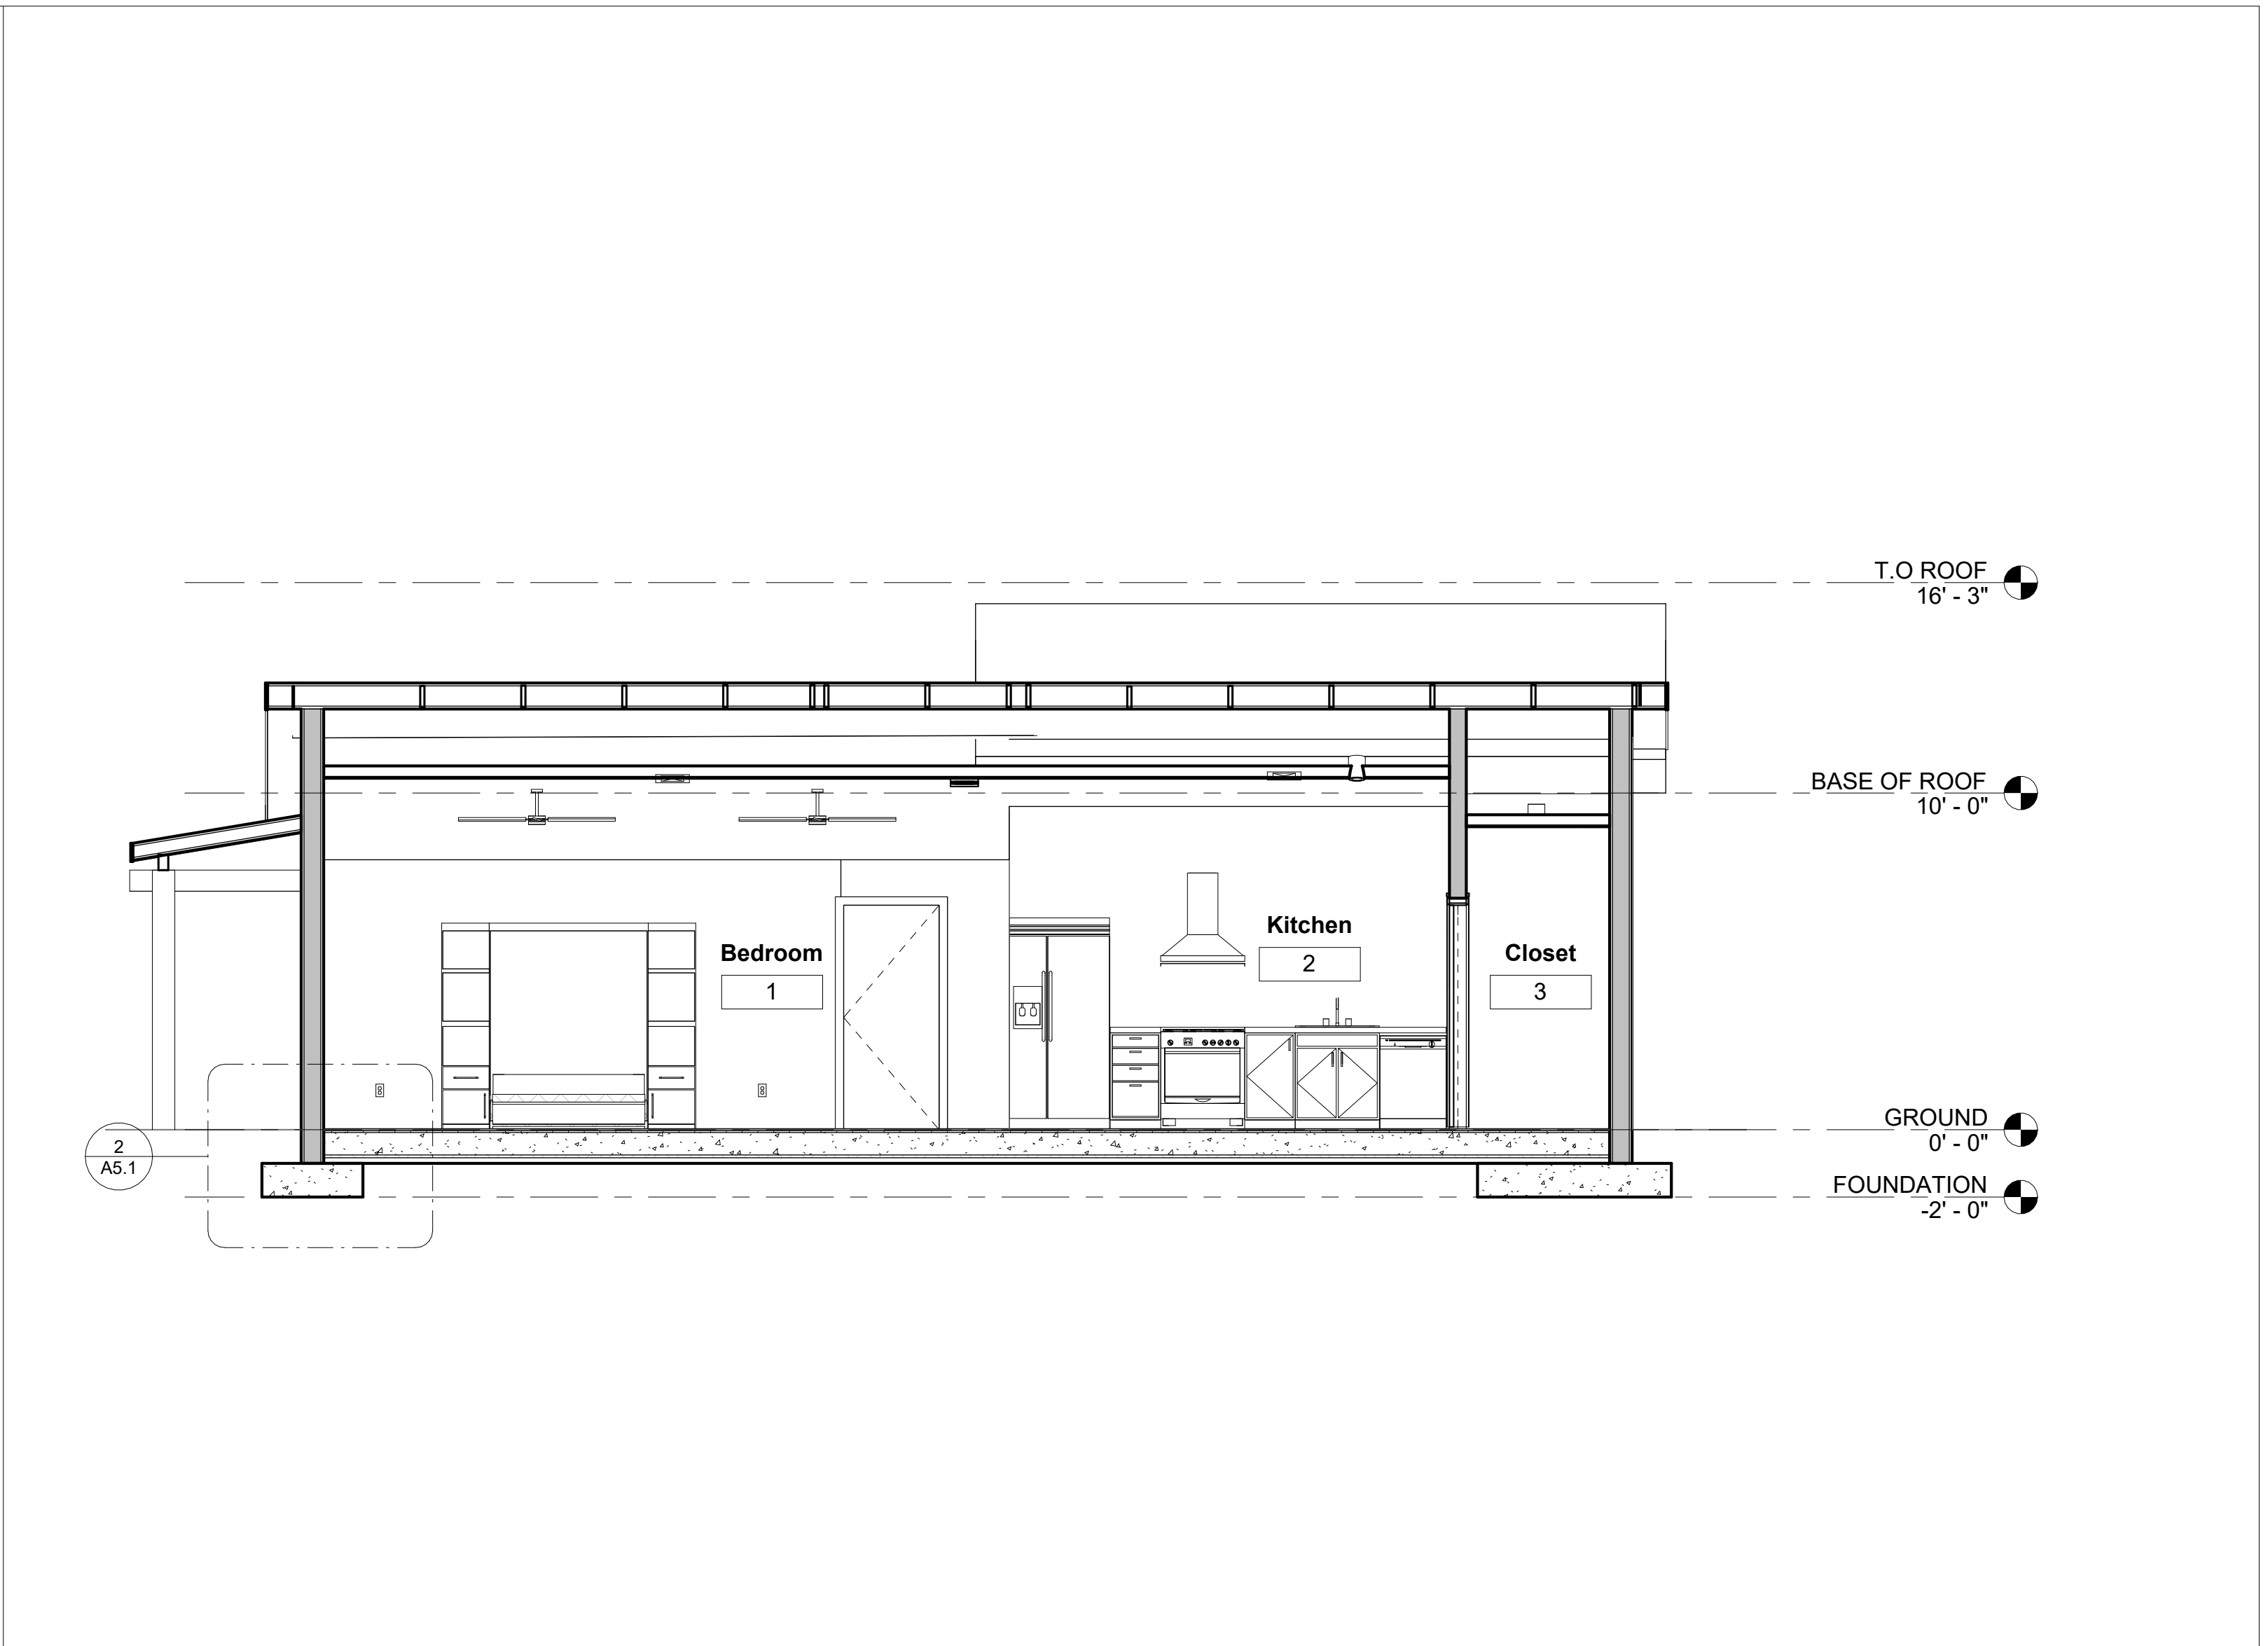 T.O ROOF
16' - 3"
BASE OF ROOF
10' - 0"
Kitchen
2
Bedroom
1
Closet
3
GROUND
0' - 0"
2
A5.1
FOUNDATION
-2' - 0"